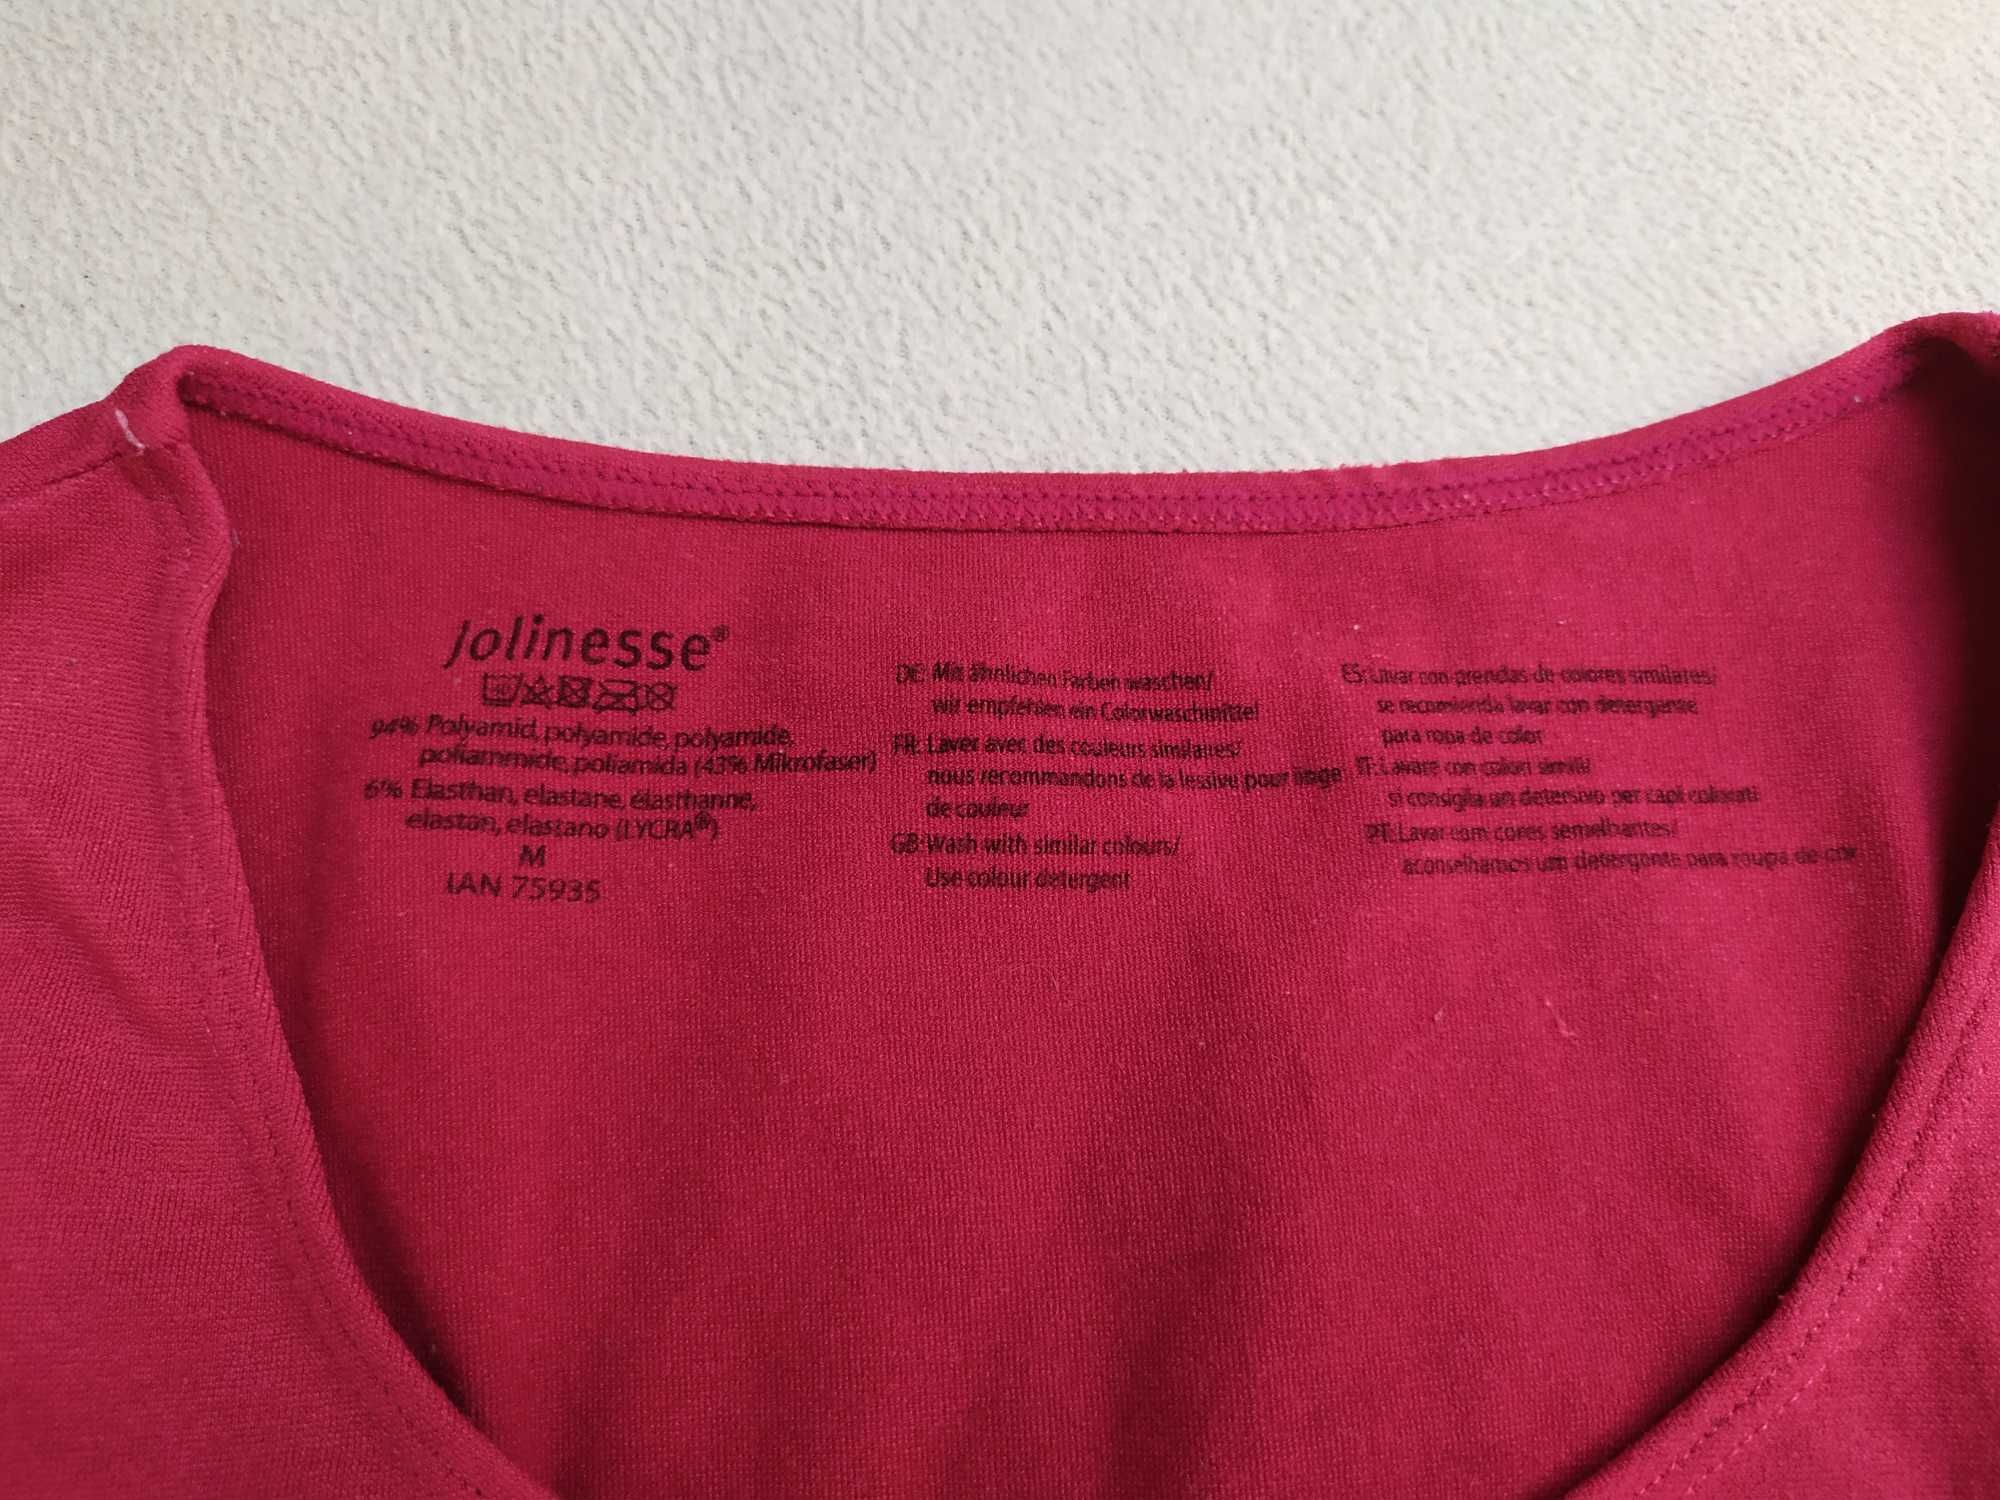 Jolinesse®
94% Polyamid, polyamide, polyamide,
poliammide, poliamida (43% Mikrofaser)
6% Elasthan, elastane, élasthanne,
elastan, elastano (LYCRA®)
M
IAN 75935
DE: Mit ähnlichen Farben waschen/
wir empfehlen ein Colorwaschmittel
FR: Laver avec des couleurs similaires/
nous recommandons de la lessive pour linge
de couleur
GB: Wash with similar colours/
Use colour detergent
ES: Lavar con prendas de colores similares/
se recomienda lavar con detergente
para ropa de color
IT: Lavare con colori simili/
si consiglia un detersivo per capi colorati
PT: Lavar com cores semelhantes/
aconselhamos um detergente para roupa de cor